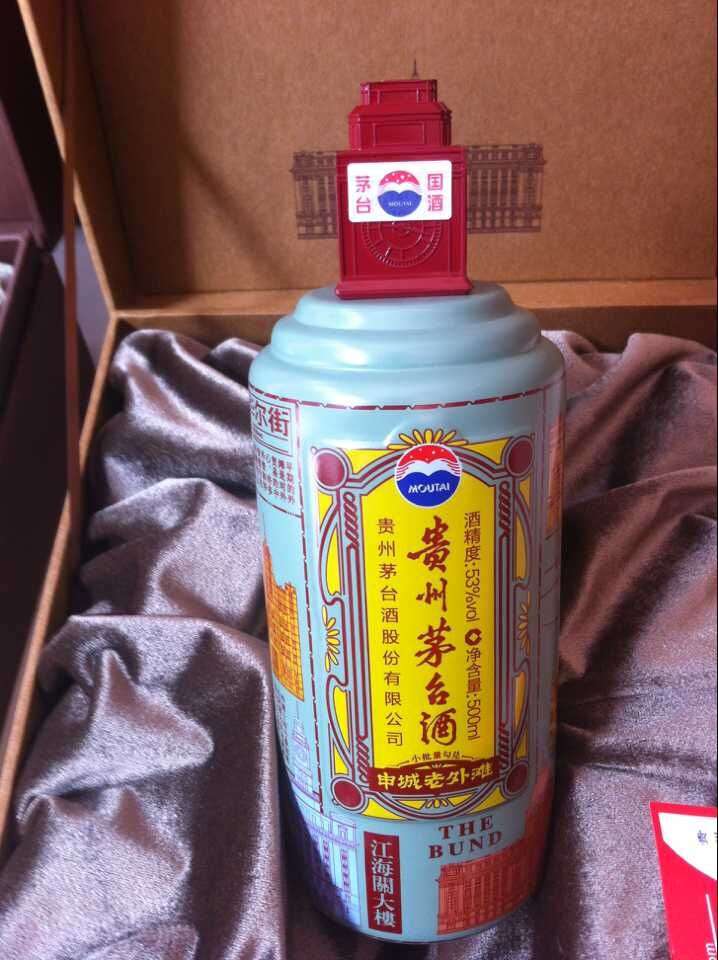 茅台
MOUTAI
国酒
尔街
MOUTAI
贵州茅台酒
酒精度:53%vol 净含量:500ml
贵州茅台酒股份有限公司
小批量勾兑
申城老外滩
THE
BUND
江海關大樓